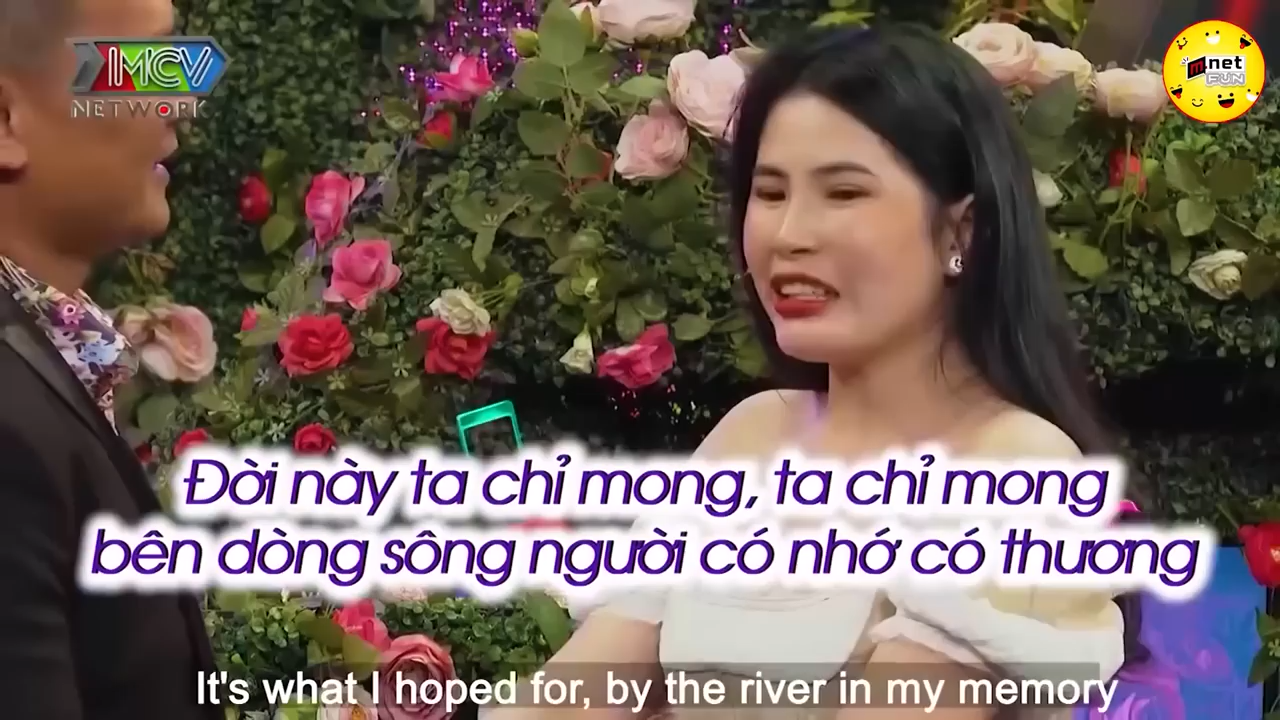 MCV
NETWORK
mnet
FUN
Đời này ta chỉ mong, ta chỉ mong
bên dòng sông người có nhớ có thương
It's what I hoped for, by the river in my memory